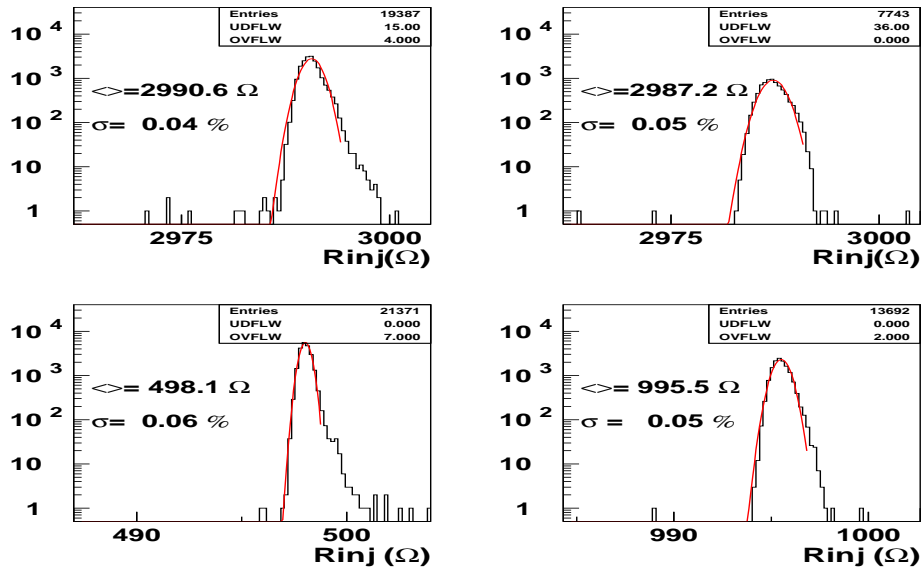 Entries 19387
UDFLW 15.00
OVFLW 4.000
10 4
10 3
10 2
10
1
<>=2990.6 Ω
σ= 0.04 %
2975 3000
Rinj(Ω)
Entries 7743
UDFLW 36.00
OVFLW 0.000
10 4
10 3
10 2
10
1
<>=2987.2 Ω
σ= 0.05 %
2975 3000
Rinj(Ω)
Entries 21371
UDFLW 0.000
OVFLW 7.000
10 4
10 3
10 2
10
1
<>= 498.1 Ω
σ= 0.06 %
490 500
Rinj (Ω)
Entries 13692
UDFLW 0.000
OVFLW 2.000
10 4
10 3
10 2
10
1
<>= 995.5 Ω
σ = 0.05 %
990 1000
Rinj (Ω)